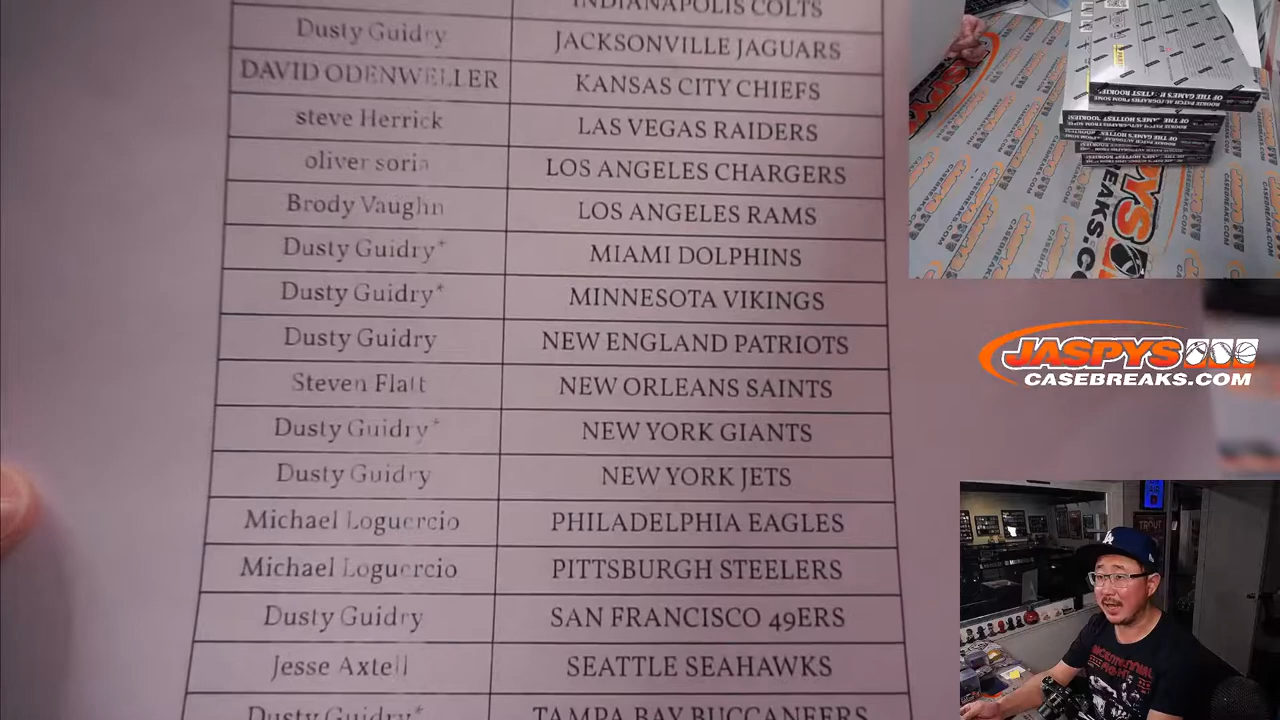 INDIANAPOLIS COLTS
Dusty Guidry JACKSONVILLE JAGUARS
DAVID ODENWELLER KANSAS CITY CHIEFS
steve Herrick LAS VEGAS RAIDERS
oliver soria LOS ANGELES CHARGERS
Brody Vaughn LOS ANGELES RAMS
Dusty Guidry* MIAMI DOLPHINS
Dusty Guidry* MINNESOTA VIKINGS
Dusty Guidry NEW ENGLAND PATRIOTS
Steven Flatt NEW ORLEANS SAINTS
Dusty Guidry* NEW YORK GIANTS
Dusty Guidry NEW YORK JETS
Michael Loguercio PHILADELPHIA EAGLES
Michael Loguercio PITTSBURGH STEELERS
Dusty Guidry SAN FRANCISCO 49ERS
Jesse Axtell SEATTLE SEAHAWKS
Dusty Guidry* TAMPA BAY BUCCANEERS
JASPYS
CASEBREAKS.COM
LA
TROUT